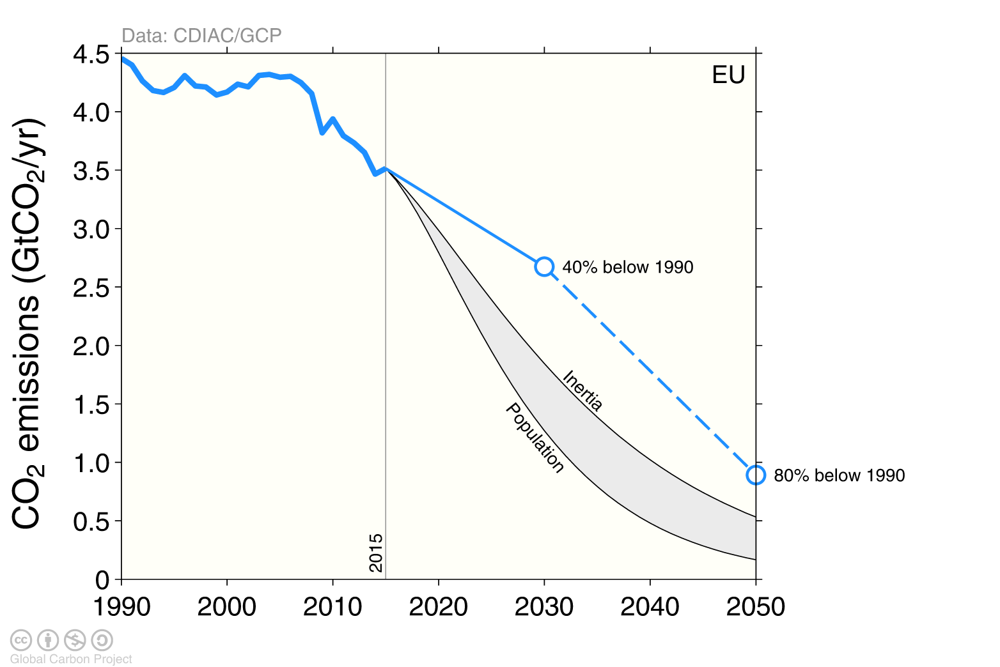 Data: CDIAC/GCP
EU
CO2 emissions (GtCO2/yr)
4.5
4.0
3.5
3.0
2.5
2.0
1.5
1.0
0.5
0
40% below 1990
Inertia
Population
80% below 1990
2015
1990 2000 2010 2020 2030 2040 2050
cc
Global Carbon Project